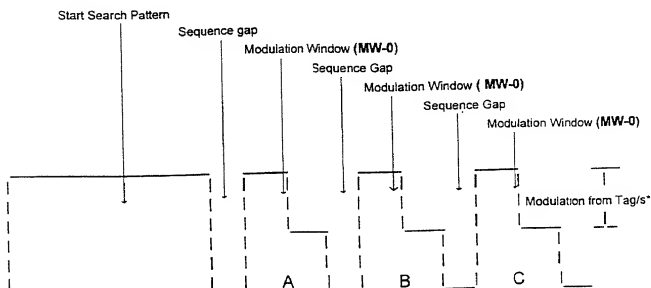 Start Search Pattern
Sequence gap
Modulation Window (MW-0)
Sequence Gap
Modulation Window ( MW-0)
Sequence Gap
Modulation Window (MW-0)
Modulation from Tag/s*
A B C